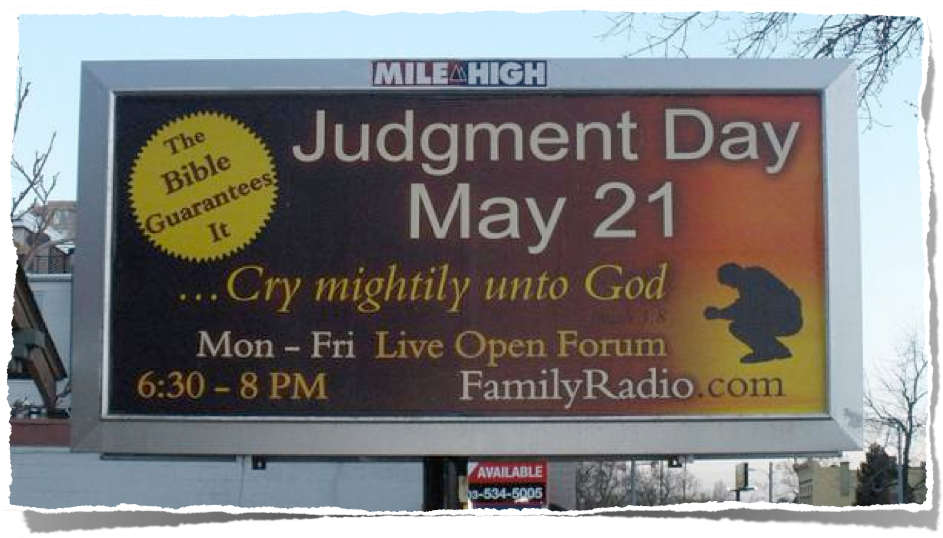 MILE HIGH
The
Bible
Guarantees
It
Judgment Day
May 21
...Cry mightily unto God
Mon – Fri Live Open Forum
6:30 – 8 PM FamilyRadio.com
AVAILABLE
3-534-5005